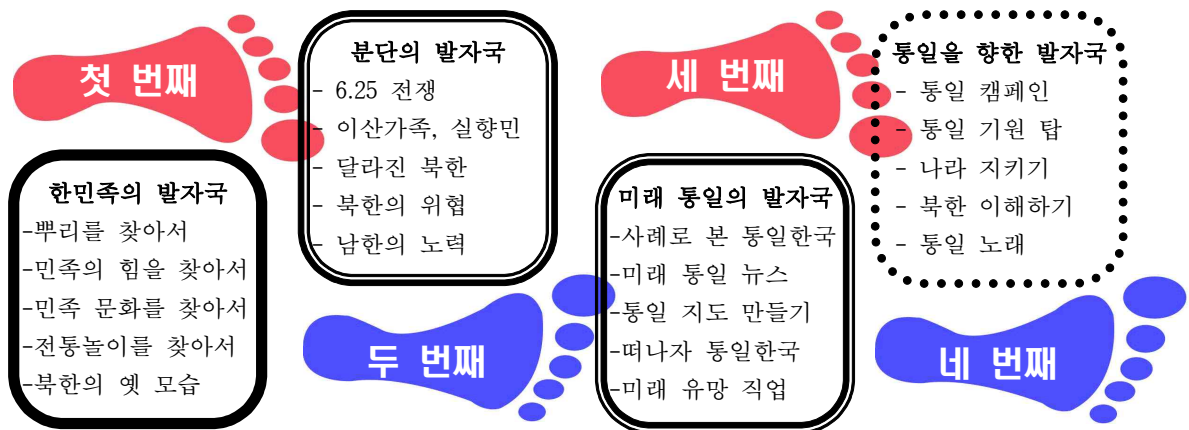 첫 번째
한민족의 발자국
-뿌리를 찾아서
-민족의 힘을 찾아서
-민족 문화를 찾아서
-전통놀이를 찾아서
-북한의 옛 모습
분단의 발자국
- 6.25 전쟁
- 이산가족, 실향민
- 달라진 북한
- 북한의 위협
- 남한의 노력
두 번째
세 번째
미래 통일의 발자국
-사례로 본 통일한국
-미래 통일 뉴스
-통일 지도 만들기
-떠나자 통일한국
-미래 유망 직업
통일을 향한 발자국
- 통일 캠페인
- 통일 기원 탑
- 나라 지키기
- 북한 이해하기
- 통일 노래
네 번째